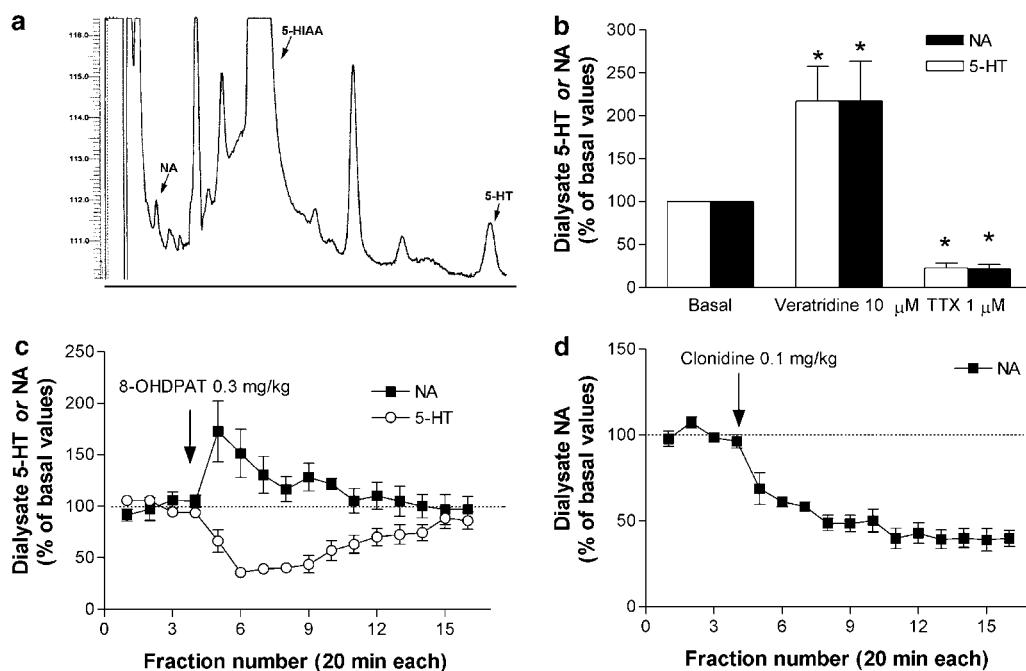 a
116.0
115.0
114.0
113.0
112.0
111.0
NA
5-HIAA
5-HT
b
Dialysate 5-HT or NA
(% of basal values)
300
250
200
150
100
50
0
* * * *
NA
5-HT
Basal Veratridine 10 μM TTX 1 μM
c
Dialysate 5-HT or NA
(% of basal values)
250
200
150
100
50
0
8-OHDPAT 0.3 mg/kg
NA
5-HT
0 3 6 9 12 15
Fraction number (20 min each)
d
Dialysate NA
(% of basal values)
150
100
50
0
Clonidine 0.1 mg/kg
NA
0 3 6 9 12 15
Fraction number (20 min each)